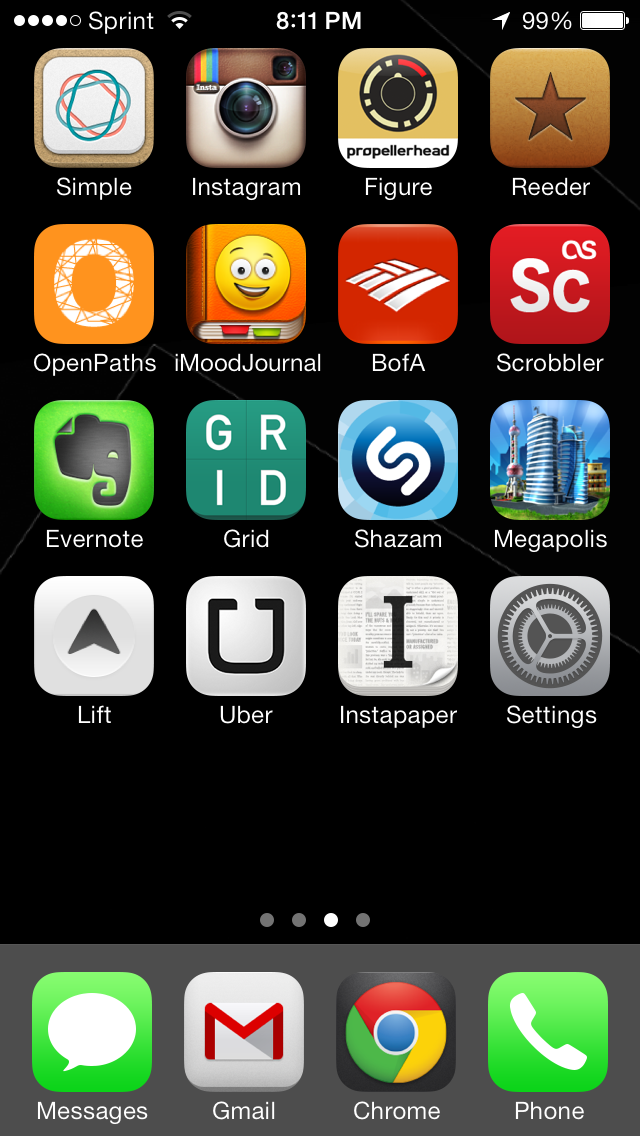 Sprint 8:11 PM 99%
Insta
propellerhead
Simple Instagram Figure Reeder
as
Sc
OpenPaths iMoodJournal BofA Scrobbler
G R
I D
Evernote Grid Shazam Megapolis
I
Lift Uber Instapaper Settings
Messages Gmail Chrome Phone